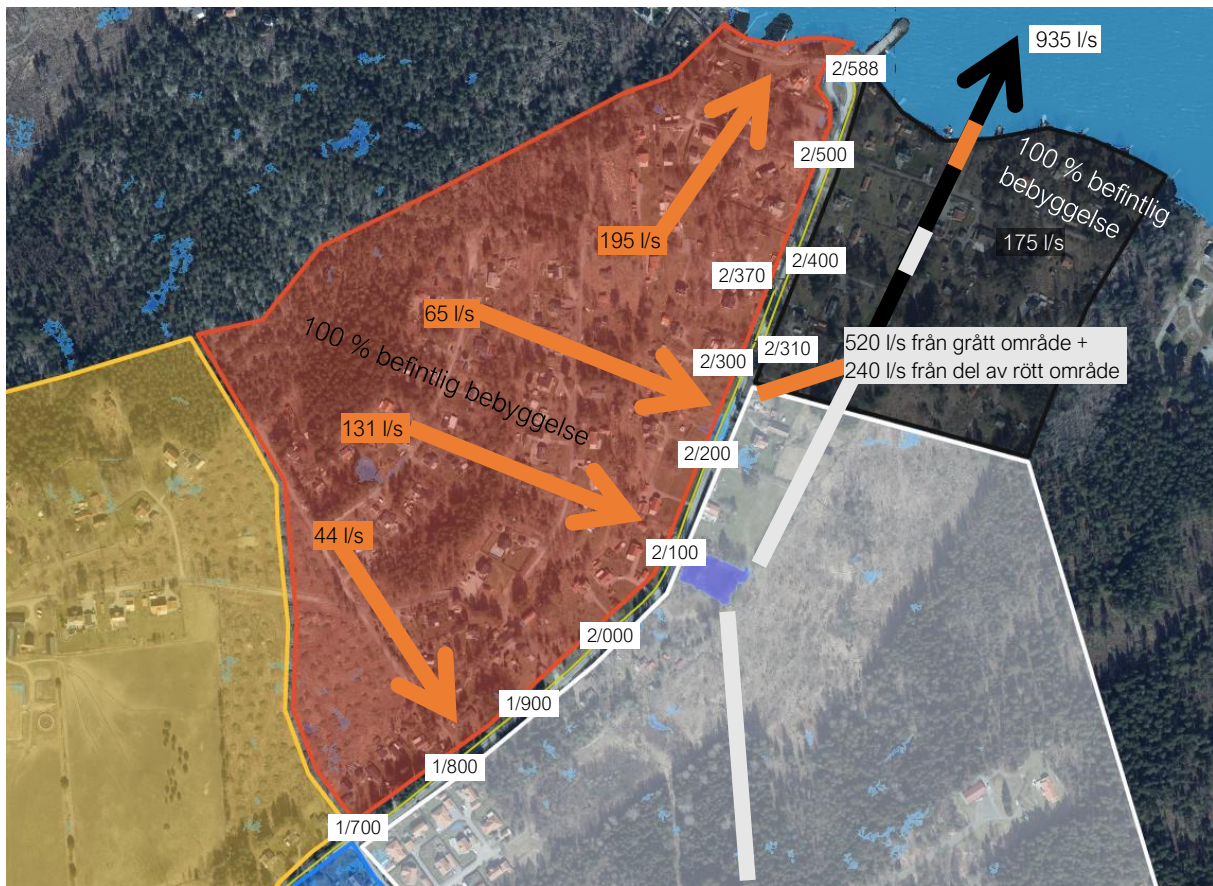 935 l/s
2/588
100 % befintlig
bebyggelse
2/500
195 l/s
175 l/s
2/400
2/370
65 l/s
100 % befintlig bebyggelse
2/310
2/300
520 l/s från grått område +
240 l/s från del av rött område
131 l/s
2/200
44 l/s
2/100
2/000
1/900
1/800
1/700